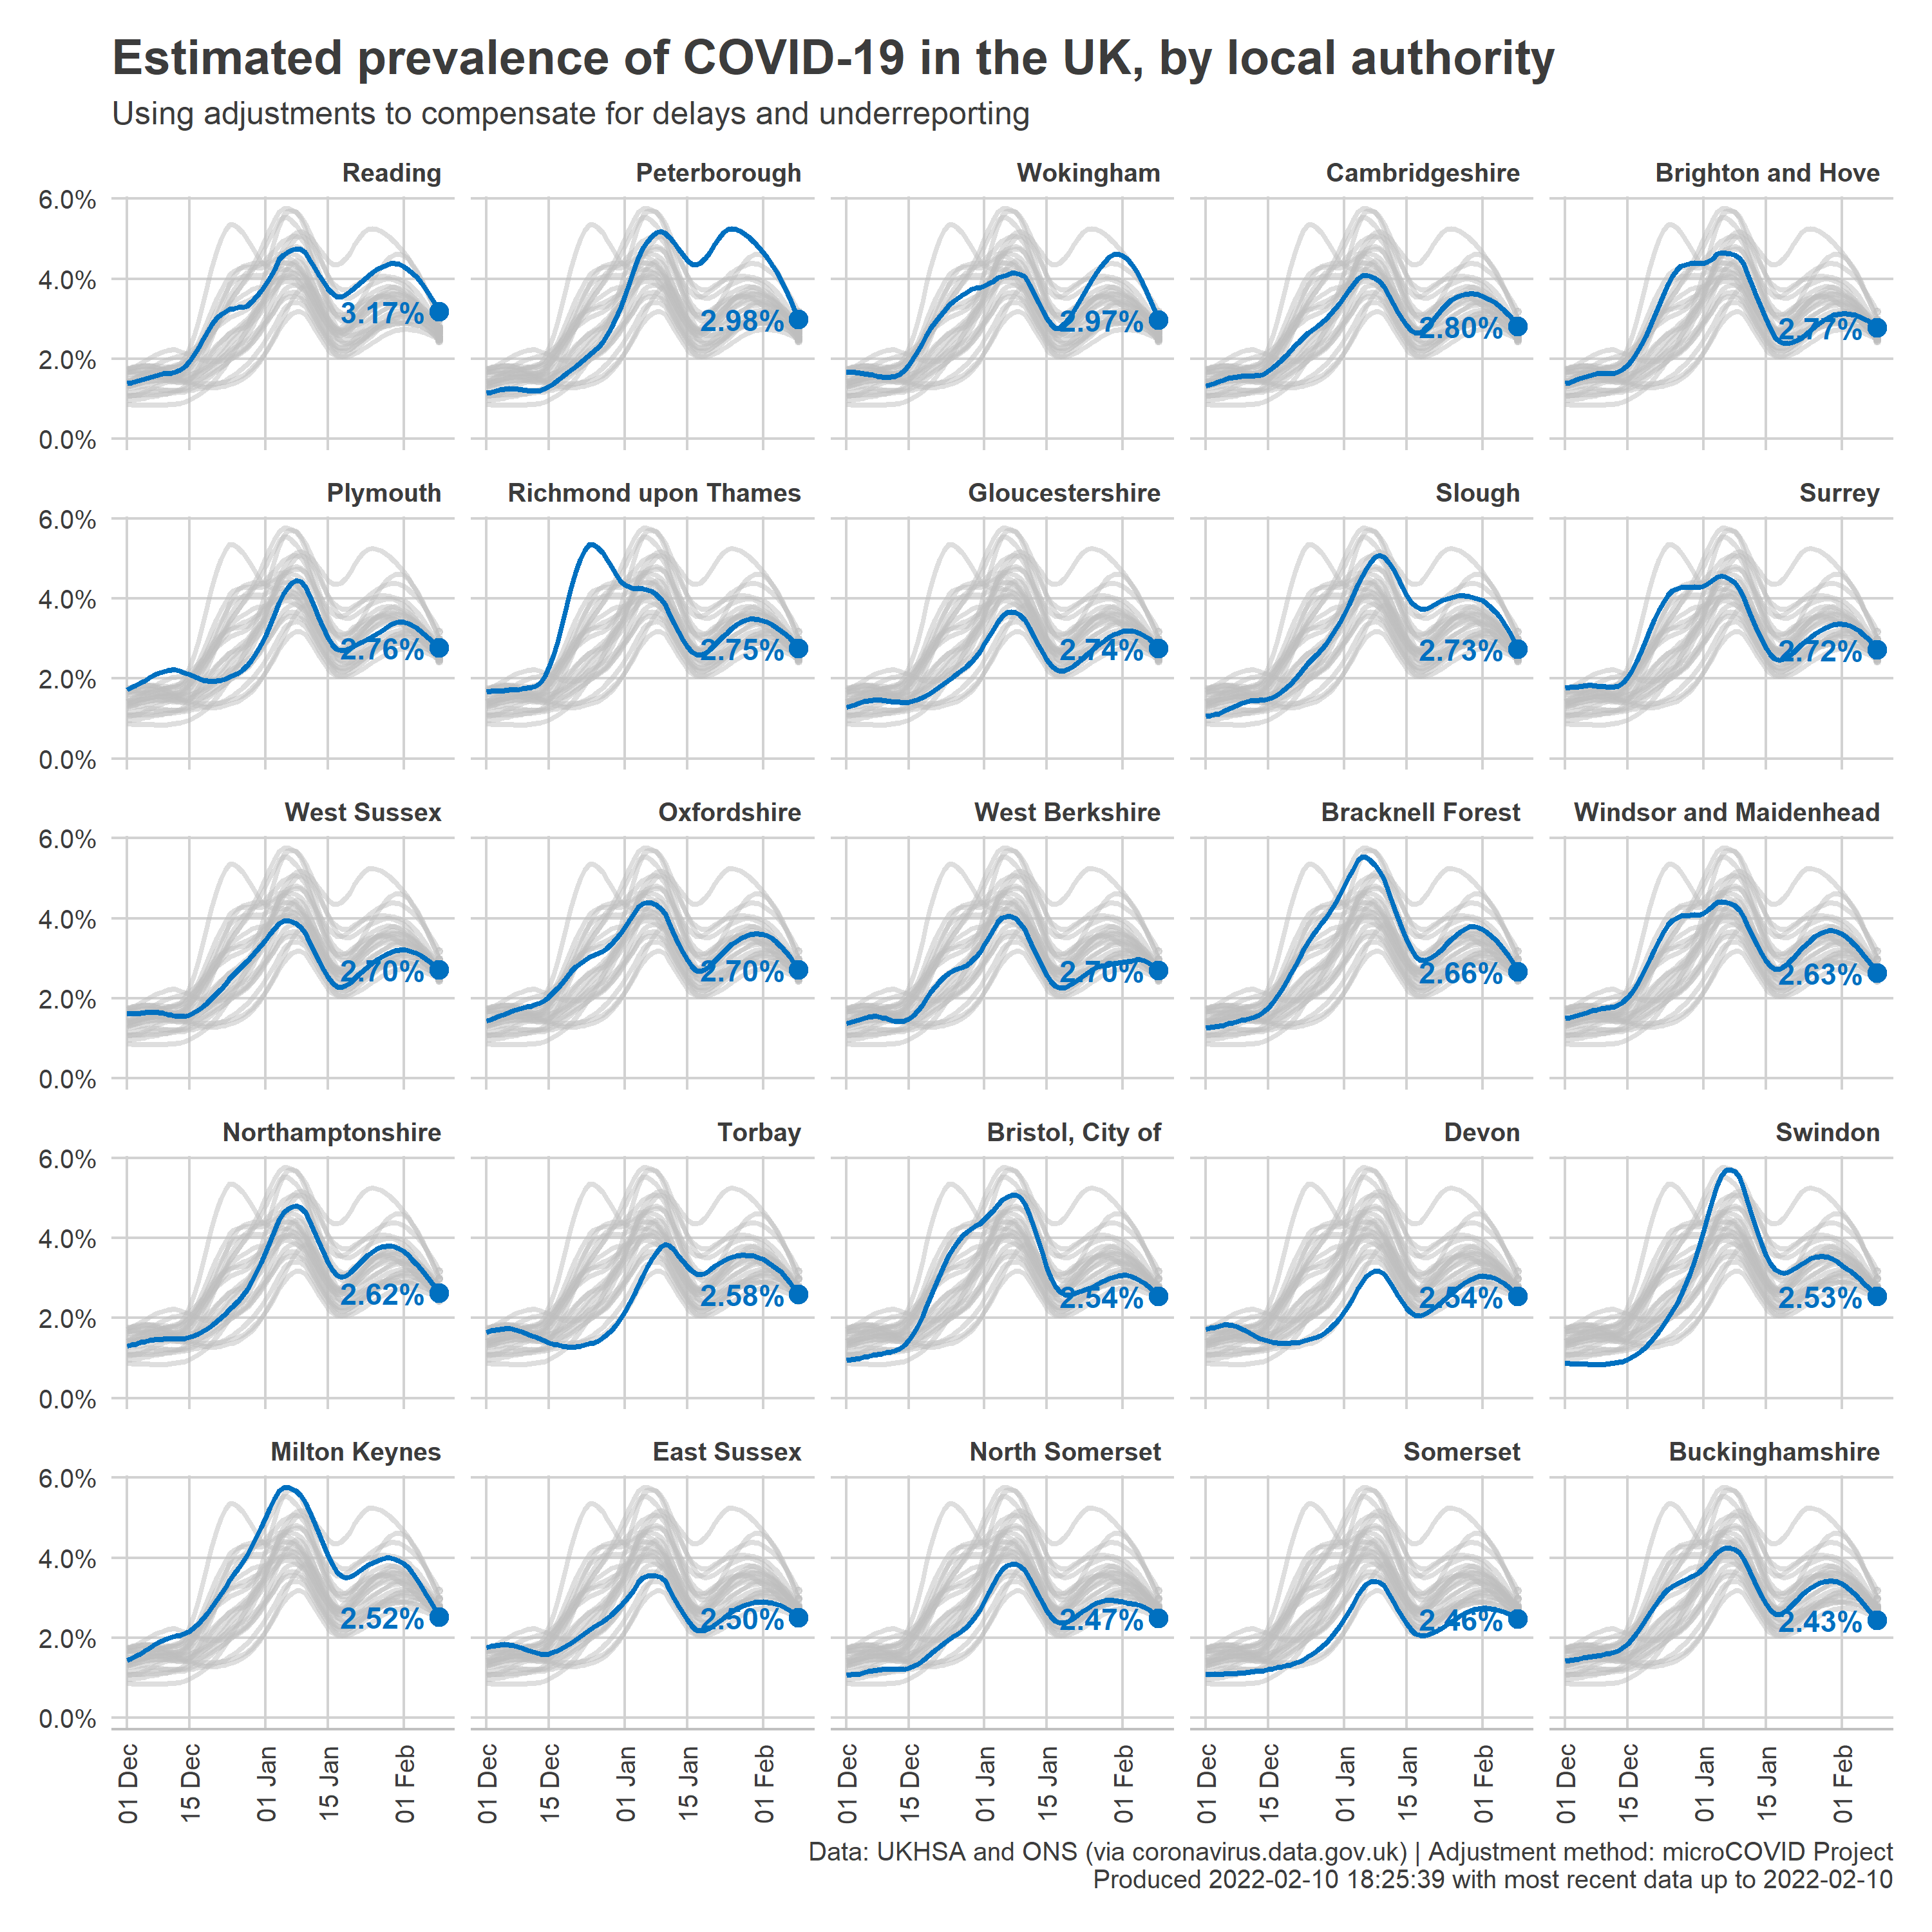 Estimated prevalence of COVID-19 in the UK, by local authority
Using adjustments to compensate for delays and underreporting
Reading Peterborough Wokingham Cambridgeshire Brighton and Hove
6.0%
4.0%
3.17% 2.98% 2.97% 2.80% 2.77%
2.0%
0.0%
Plymouth Richmond upon Thames Gloucestershire Slough Surrey
6.0%
4.0%
2.76% 2.75% 2.74% 2.73% 2.72%
2.0%
0.0%
West Sussex Oxfordshire West Berkshire Bracknell Forest Windsor and Maidenhead
6.0%
4.0%
2.70% 2.70% 2.70% 2.66% 2.63%
2.0%
0.0%
Northamptonshire Torbay Bristol, City of Devon Swindon
6.0%
4.0%
2.62% 2.58% 2.54% 2.54% 2.53%
2.0%
0.0%
Milton Keynes East Sussex North Somerset Somerset Buckinghamshire
6.0%
4.0%
2.52% 2.50% 2.47% 2.46% 2.43%
2.0%
0.0%
01 Dec 15 Dec 01 Jan 15 Jan 01 Feb 01 Dec 15 Dec 01 Jan 15 Jan 01 Feb 01 Dec 15 Dec 01 Jan 15 Jan 01 Feb 01 Dec 15 Dec 01 Jan 15 Jan 01 Feb 01 Dec 15 Dec 01 Jan 15 Jan 01 Feb
Data: UKHSA and ONS (via coronavirus.data.gov.uk) | Adjustment method: microCOVID Project
Produced 2022-02-10 18:25:39 with most recent data up to 2022-02-10